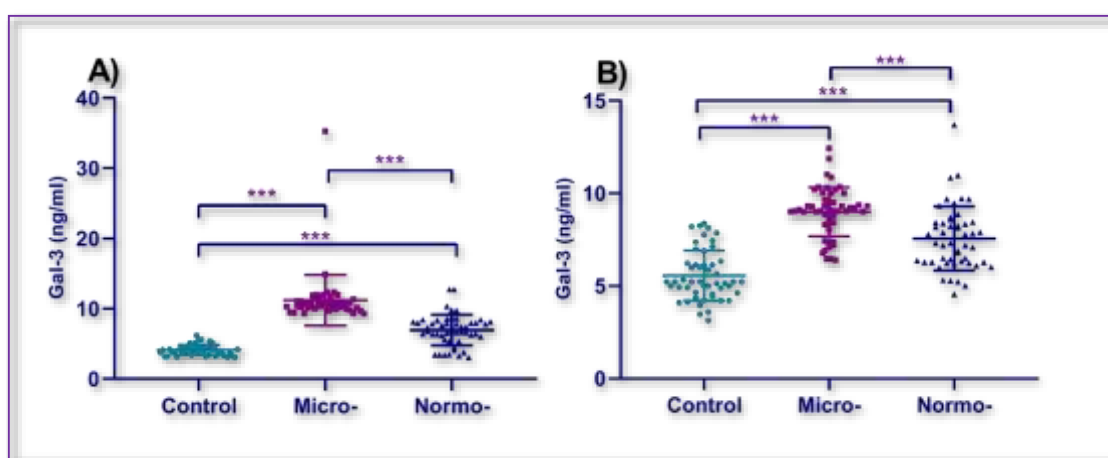 A)
Gal-3 (ng/ml)
40
30
20
10
0
***
***
***
Control
Micro-
Normo-
B)
Gal-3 (ng/ml)
15
10
5
0
***
***
***
Control
Micro-
Normo-